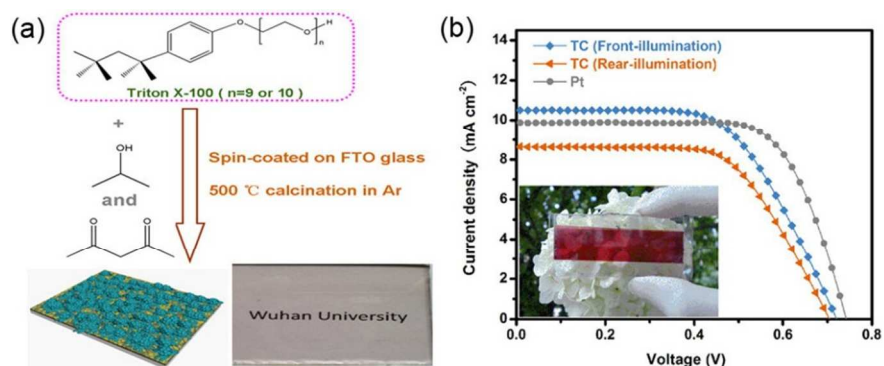 (a)
O
O
H
n
Triton X-100 ( n=9 or 10 )
+
OH
and
O O
Spin-coated on FTO glass
500 ℃ calcination in Ar
Wuhan University
(b)
TC (Front-illumination)
TC (Rear-illumination)
Pt
Current density (mA cm-2)
14
12
10
8
6
4
2
0
0.0 0.2 0.4 0.6 0.8
Voltage (V)